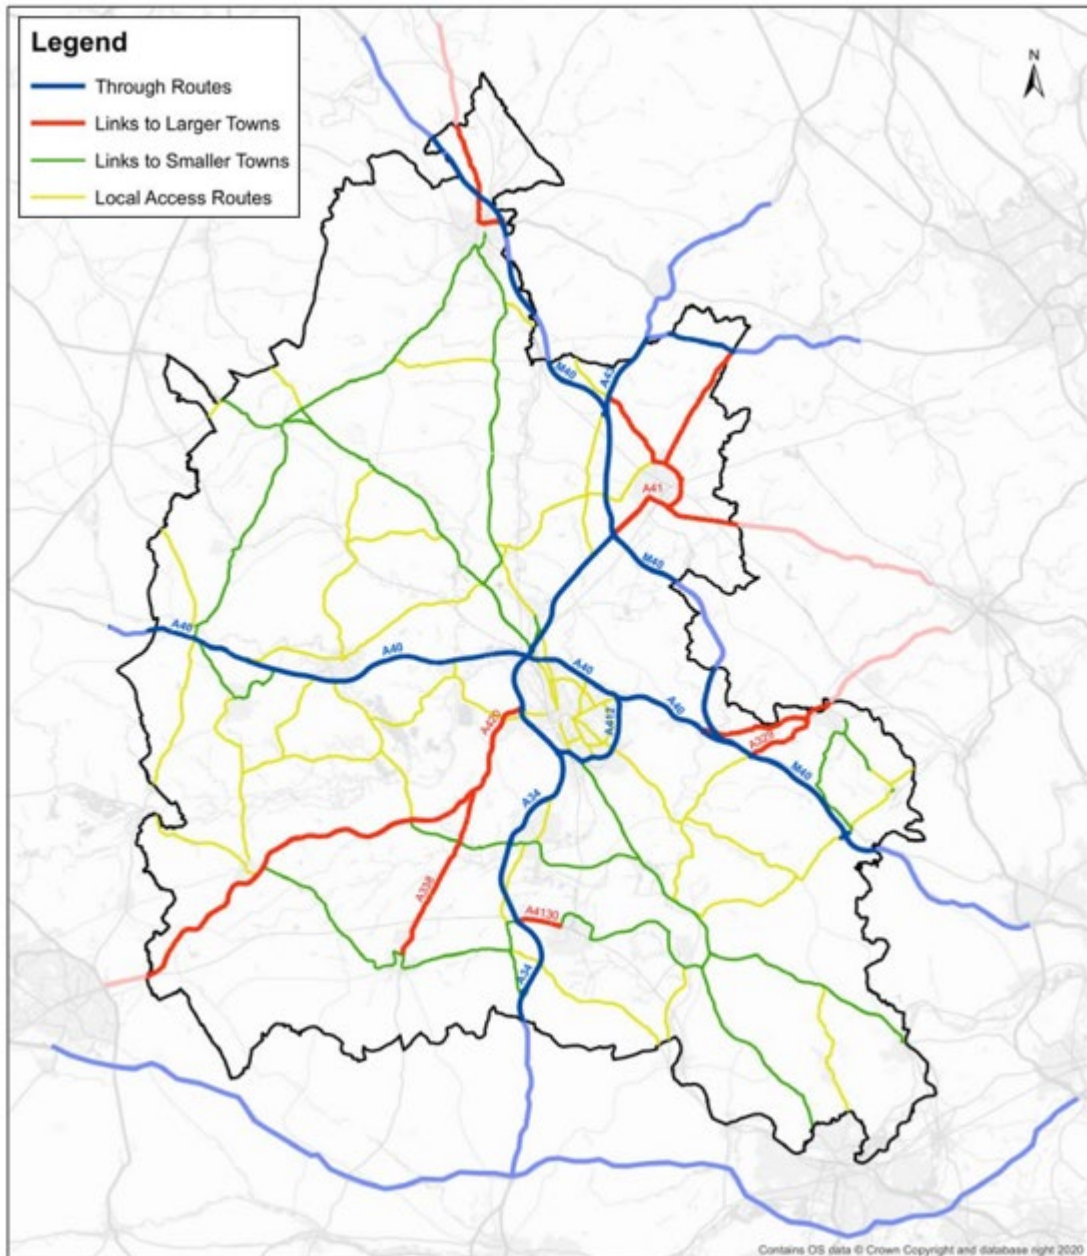 Legend
Through Routes
Links to Larger Towns
Links to Smaller Towns
Local Access Routes
N
M40
A43
A41
M40
A40
A40
A40
A420
A412
A40
A329
M40
A34
A338
A4130
A34
Contains OS data © Crown Copyright and database right 2020